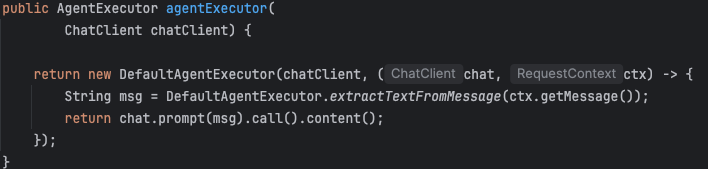 public AgentExecutor agentExecutor(
        ChatClient chatClient) {

    return new DefaultAgentExecutor(chatClient, ( ChatClient chat, RequestContext ctx) -> {
        String msg = DefaultAgentExecutor.extractTextFromMessage(ctx.getMessage());
        return chat.prompt(msg).call().content();
    });
}